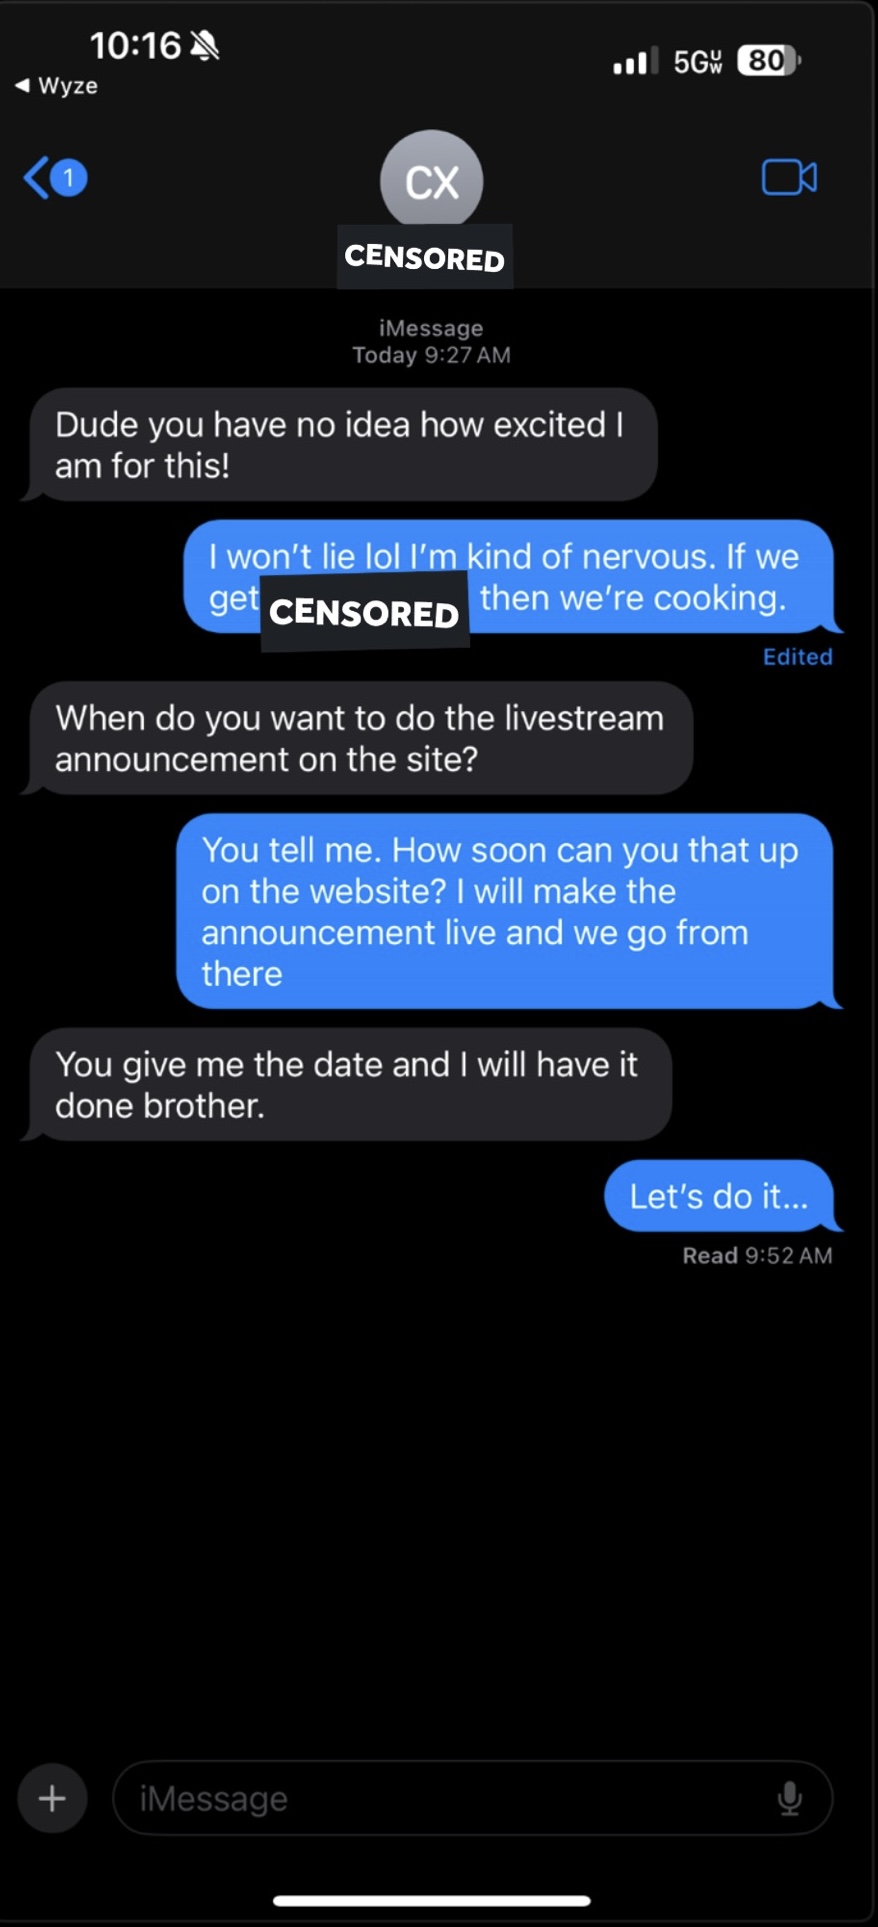 10:16
◀ Wyze
5GUW
80
1
CX
CENSORED
iMessage
Today 9:27 AM
Dude you have no idea how excited I
am for this!
I won't lie lol I'm kind of nervous. If we
get CENSORED then we're cooking.
Edited
When do you want to do the livestream
announcement on the site?
You tell me. How soon can you that up
on the website? I will make the
announcement live and we go from
there
You give me the date and I will have it
done brother.
Let's do it...
Read 9:52 AM
iMessage